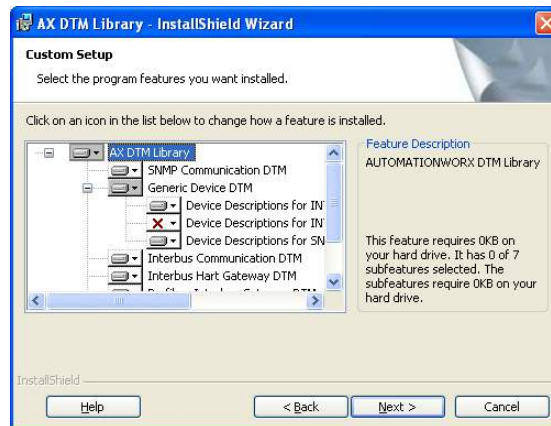 AX DTM Library - InstallShield Wizard
Custom Setup
Select the program features you want installed.
Click on an icon in the list below to change how a feature is installed.
AX DTM Library
SNMP Communication DTM
Generic Device DTM
Device Descriptions for IN
Device Descriptions for IN
Device Descriptions for SN
Interbus Communication DTM
Interbus Hart Gateway DTM
Feature Description
AUTOMATIONWORX DTM Library
This feature requires 0KB on
your hard drive. It has 0 of 7
subfeatures selected. The
subfeatures require 0KB on your
hard drive.
InstallShield
Help
< Back
Next >
Cancel